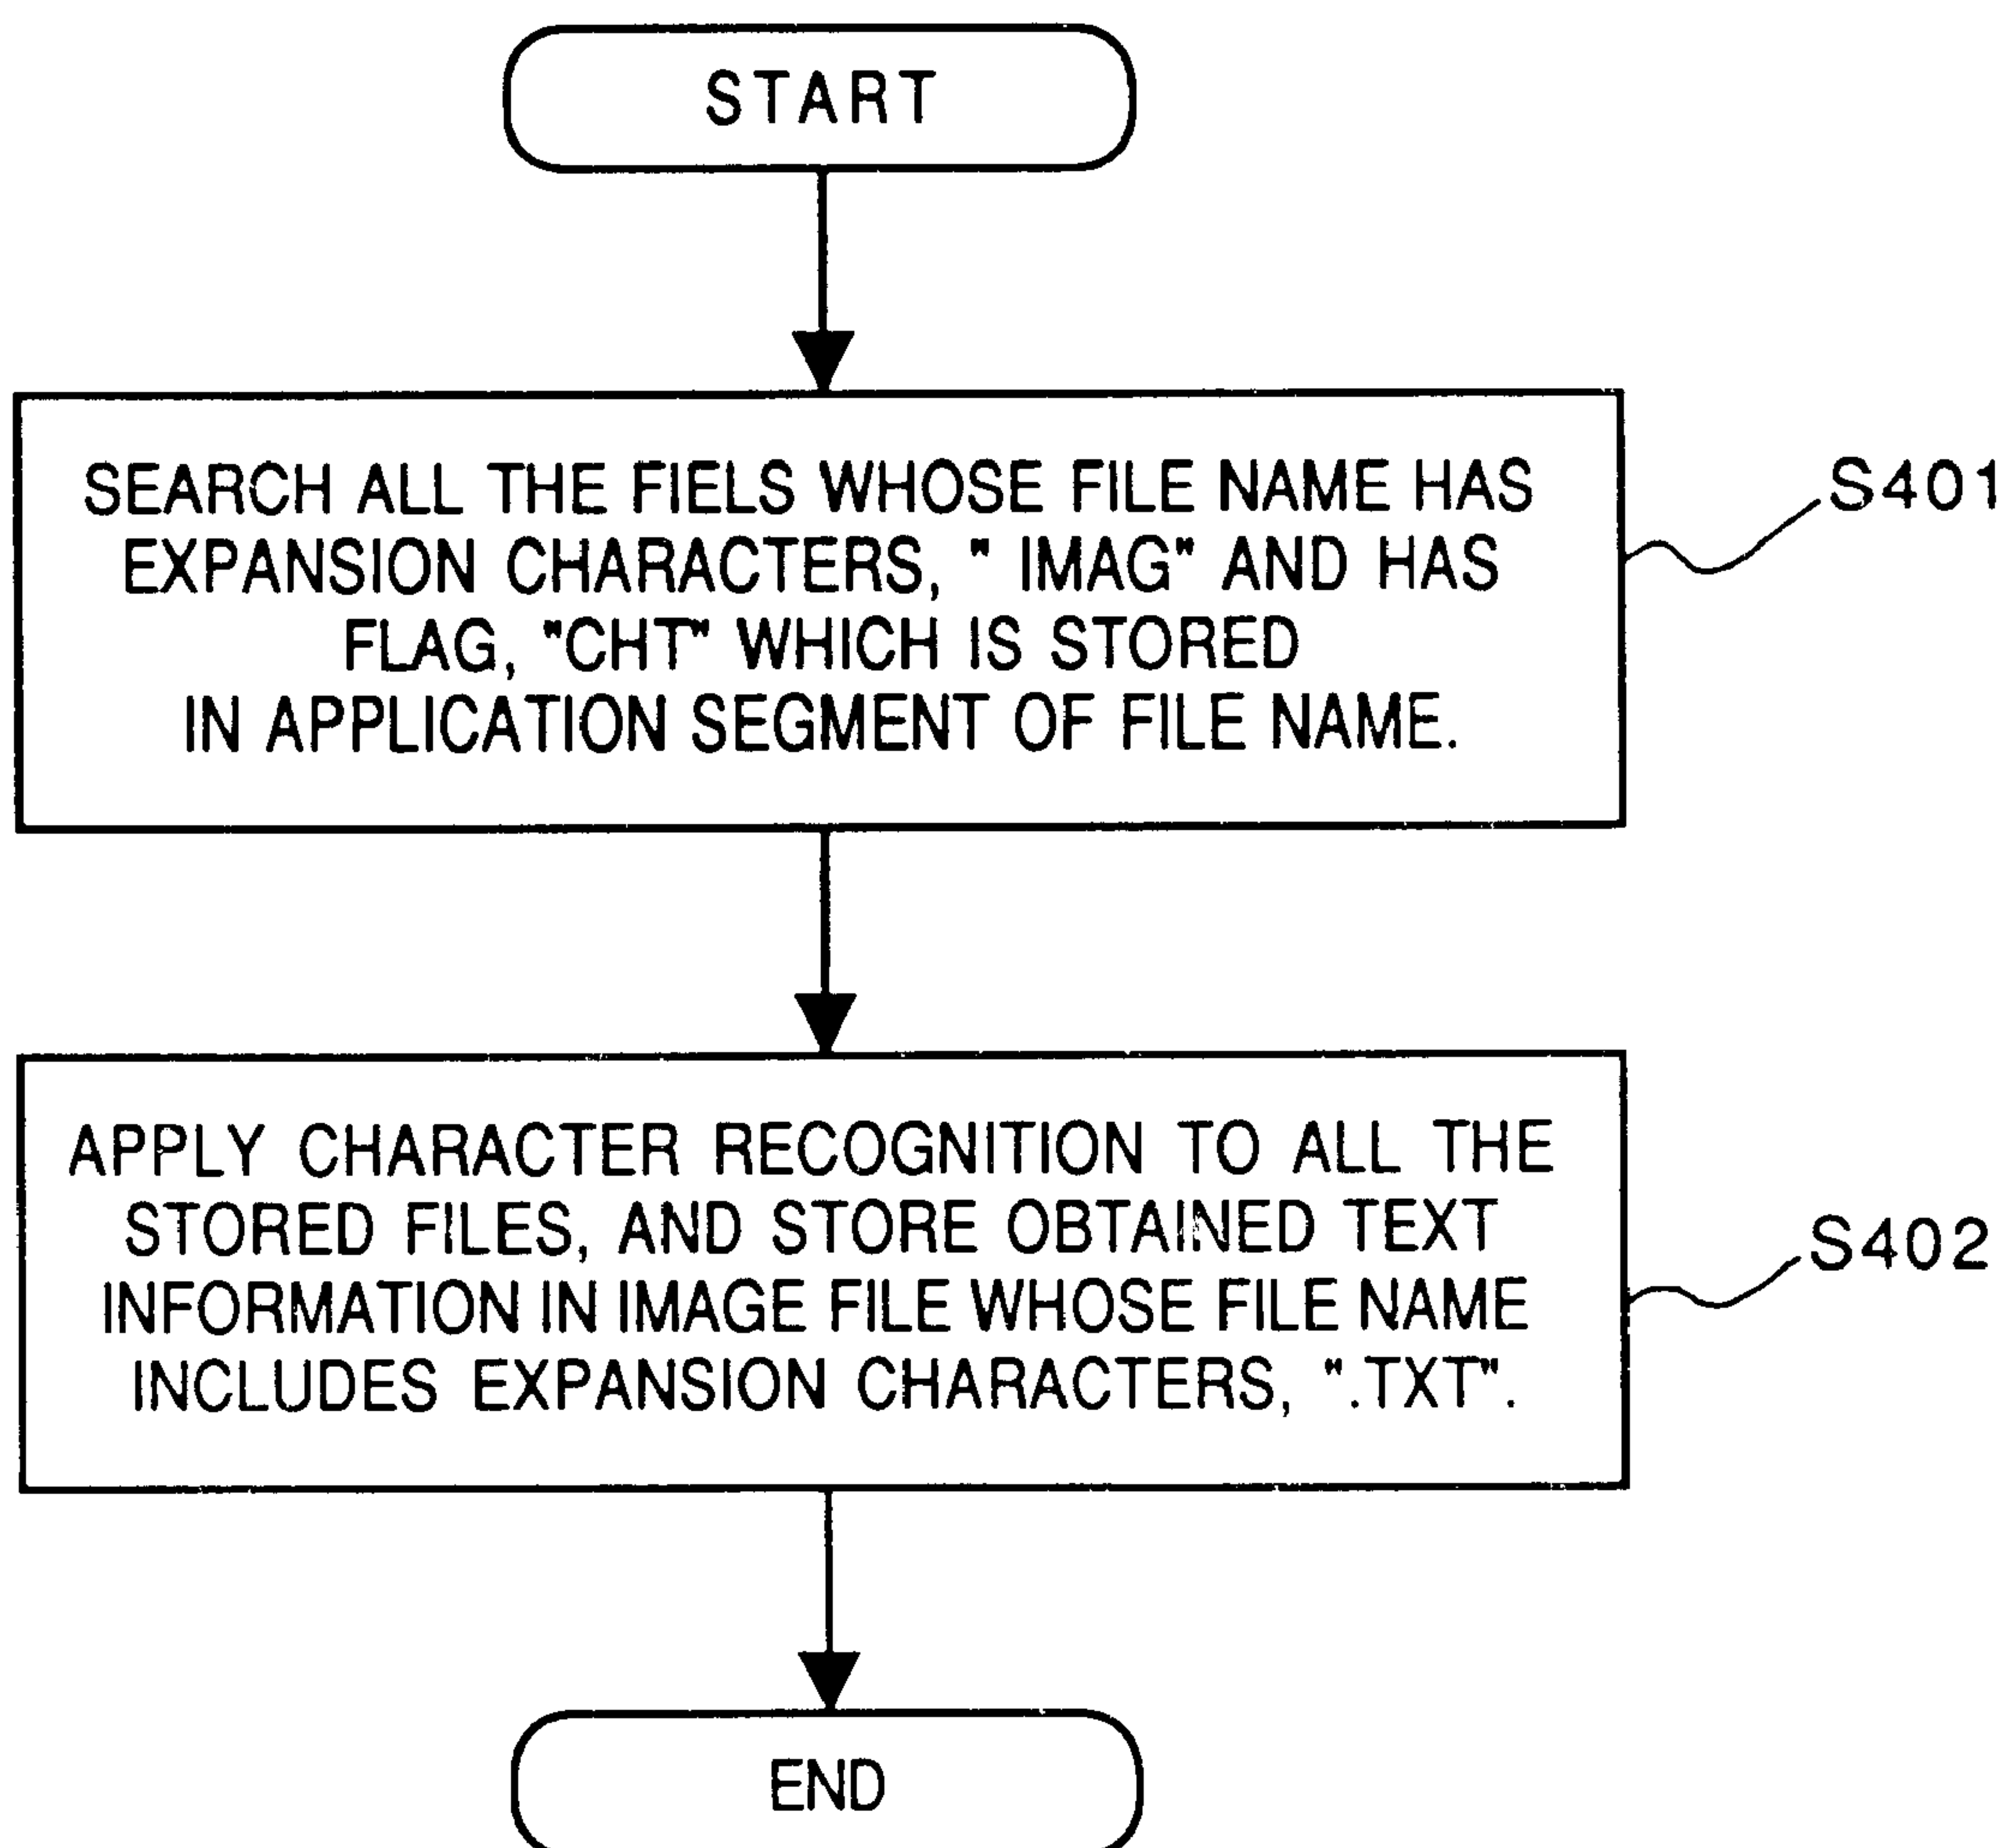 START
SEARCH ALL THE FIELS WHOSE FILE NAME HAS
EXPANSION CHARACTERS, " IMAG" AND HAS
FLAG, "CHT" WHICH IS STORED
IN APPLICATION SEGMENT OF FILE NAME.
S401
APPLY CHARACTER RECOGNITION TO ALL THE
STORED FILES, AND STORE OBTAINED TEXT
INFORMATION IN IMAGE FILE WHOSE FILE NAME
INCLUDES EXPANSION CHARACTERS, ".TXT".
S402
END